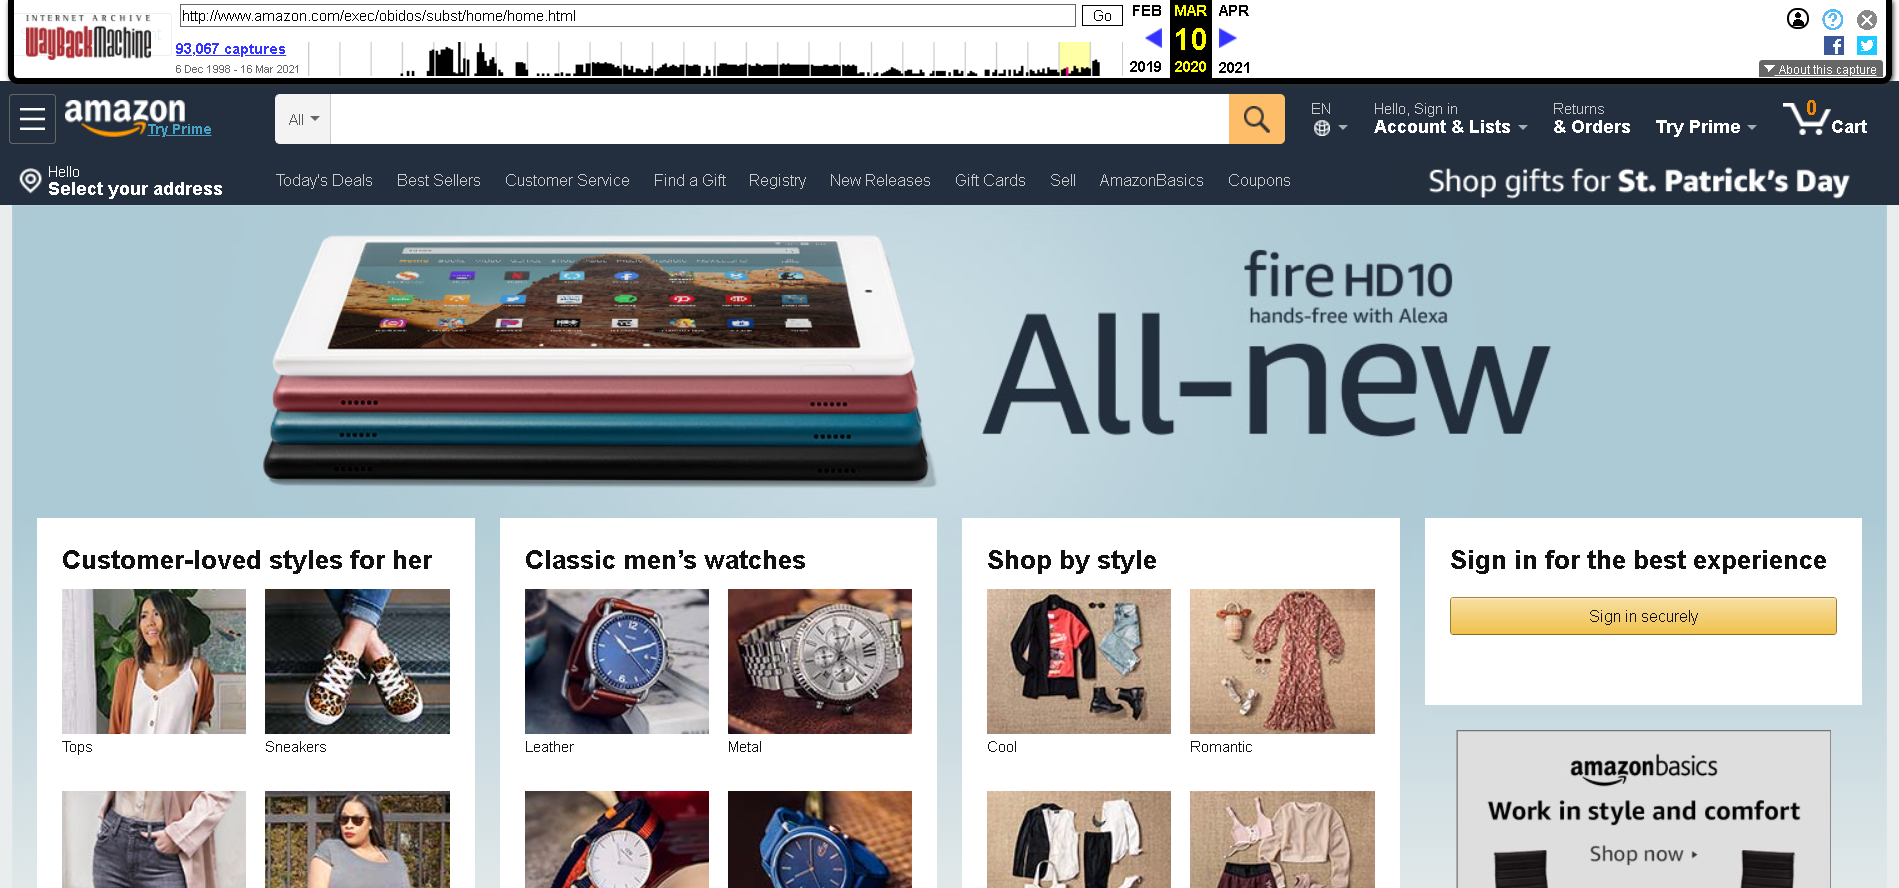 INTERNET ARCHIVE
WayBackMachine
http://www.amazon.com/exec/obidos/subst/home/home.html
Go
93,067 captures
6 Dec 1998 - 16 Mar 2021
FEB MAR APR
10
2019 2020 2021
About this capture
amazon
Try Prime
All
EN
Hello, Sign in
Account & Lists
Returns
& Orders
Try Prime
0
Cart
Hello
Select your address
Today's Deals Best Sellers Customer Service Find a Gift Registry New Releases Gift Cards Sell AmazonBasics Coupons
Shop gifts for St. Patrick's Day
fire HD10
hands-free with Alexa
All-new
Customer-loved styles for her
Tops
Sneakers
Classic men’s watches
Leather
Metal
Shop by style
Cool
Romantic
Sign in for the best experience
Sign in securely
amazonbasics
Work in style and comfort
Shop now